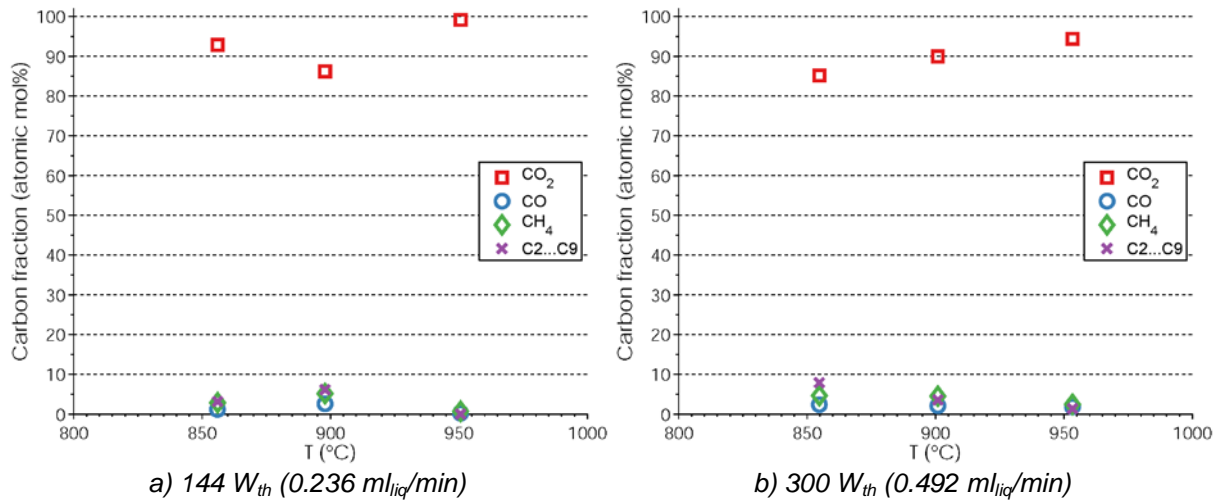 100
90
80
70
60
50
40
30
20
10
0
Carbon fraction (atomic mol%)
CO2
CO
CH4
C2...C9
800 850 900 950 1000
T (°C)
a) 144 Wth (0.236 mlliq/min)
100
90
80
70
60
50
40
30
20
10
0
Carbon fraction (atomic mol%)
CO2
CO
CH4
C2...C9
800 850 900 950 1000
T (°C)
b) 300 Wth (0.492 mlliq/min)